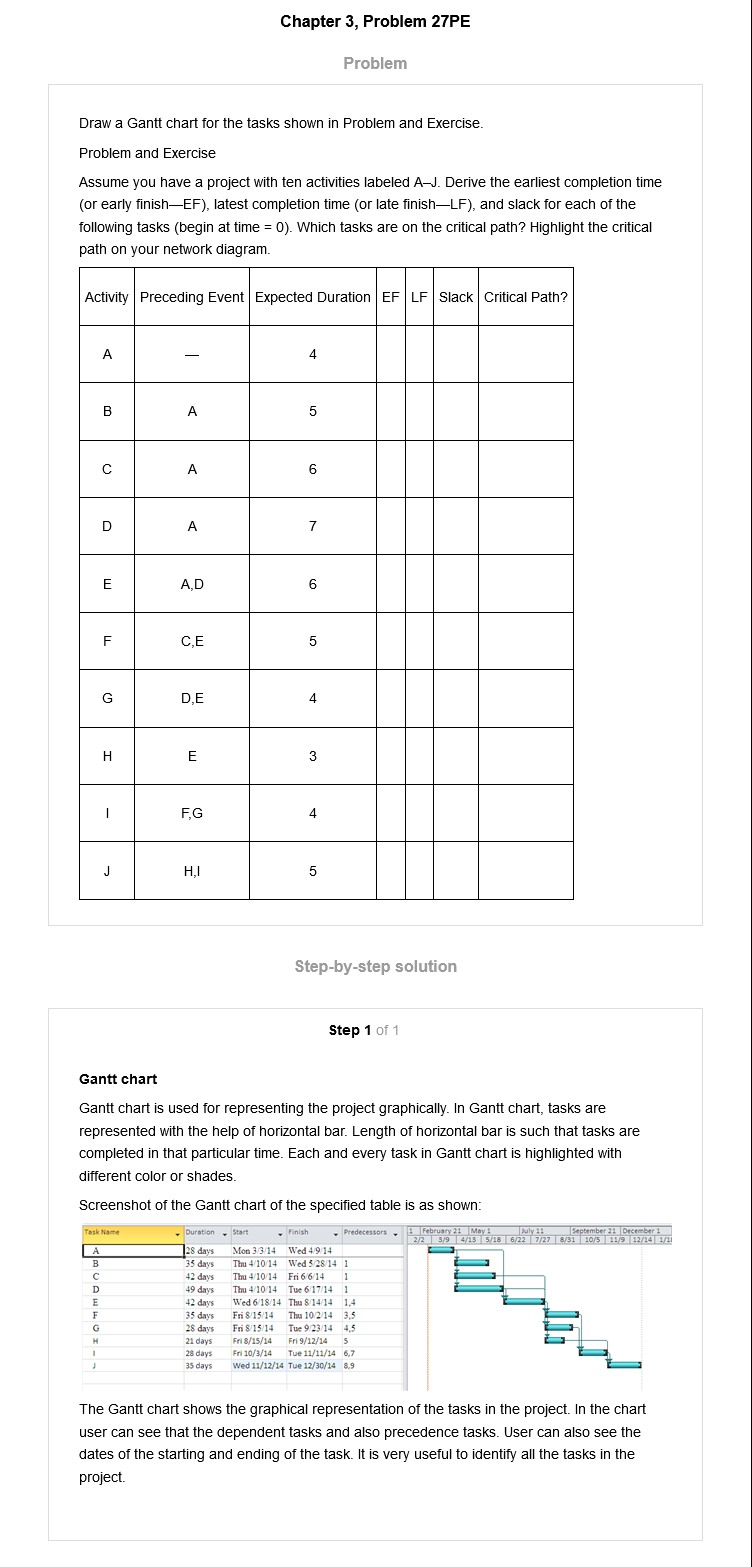 Chapter 3, Problem 27PE
Problem
Draw a Gantt chart for the tasks shown in Problem and Exercise.
Problem and Exercise
Assume you have a project with ten activities labeled A–J. Derive the earliest completion time
(or early finish—EF), latest completion time (or late finish—LF), and slack for each of the
following tasks (begin at time = 0). Which tasks are on the critical path? Highlight the critical
path on your network diagram.
Activity Preceding Event Expected Duration EF LF Slack Critical Path?
A — 4
B A 5
C A 6
D A 7
E A,D 6
F C,E 5
G D,E 4
H E 3
I F,G 4
J H,I 5
Step-by-step solution
Step 1 of 1
Gantt chart
Gantt chart is used for representing the project graphically. In Gantt chart, tasks are
represented with the help of horizontal bar. Length of horizontal bar is such that tasks are
completed in that particular time. Each and every task in Gantt chart is highlighted with
different color or shades.
Screenshot of the Gantt chart of the specified table is as shown:
Task Name Duration Start Finish Predecessors 1 February 21 May 1 July 11 September 21 December 1
2/2 3/9 4/13 5/18 6/22 7/27 8/31 10/5 11/9 12/14 1/1
A 28 days Mon 3/3/14 Wed 4/9/14
B 35 days Thu 4/10/14 Wed 5/28/14 1
C 42 days Thu 4/10/14 Fri 6/6/14 1
D 49 days Thu 4/10/14 Tue 6/17/14 1
E 42 days Wed 6/18/14 Thu 8/14/14 1,4
F 35 days Fri 8/15/14 Thu 10/2/14 3,5
G 28 days Fri 8/15/14 Tue 9/23/14 4,5
H 21 days Fri 8/15/14 Fri 9/12/14 5
I 28 days Fri 10/3/14 Tue 11/11/14 6,7
J 35 days Wed 11/12/14 Tue 12/30/14 8,9
The Gantt chart shows the graphical representation of the tasks in the project. In the chart
user can see that the dependent tasks and also precedence tasks. User can also see the
dates of the starting and ending of the task. It is very useful to identify all the tasks in the
project.